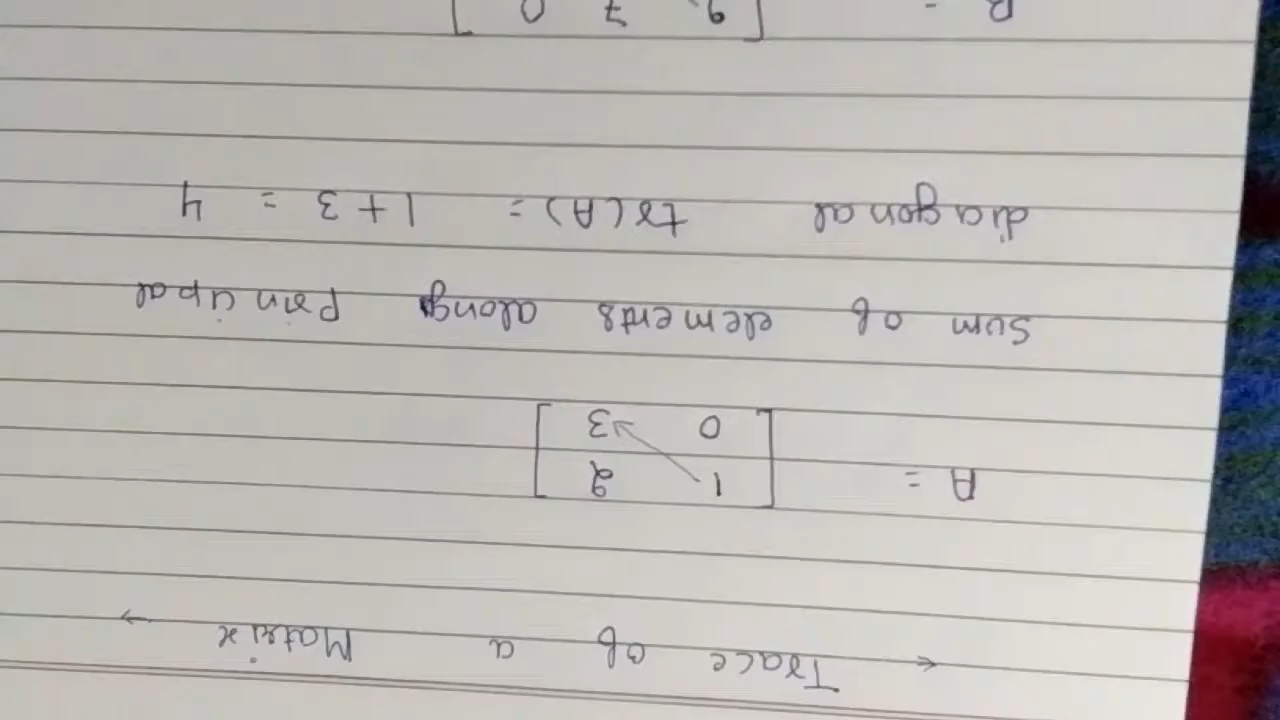 → Trace of a Matrix →
A = [ 1 2
0 3 ]
Sum of elements along Principal
diagonal tr(A) = 1 + 3 = 4
B = [ 9 7 0 ]